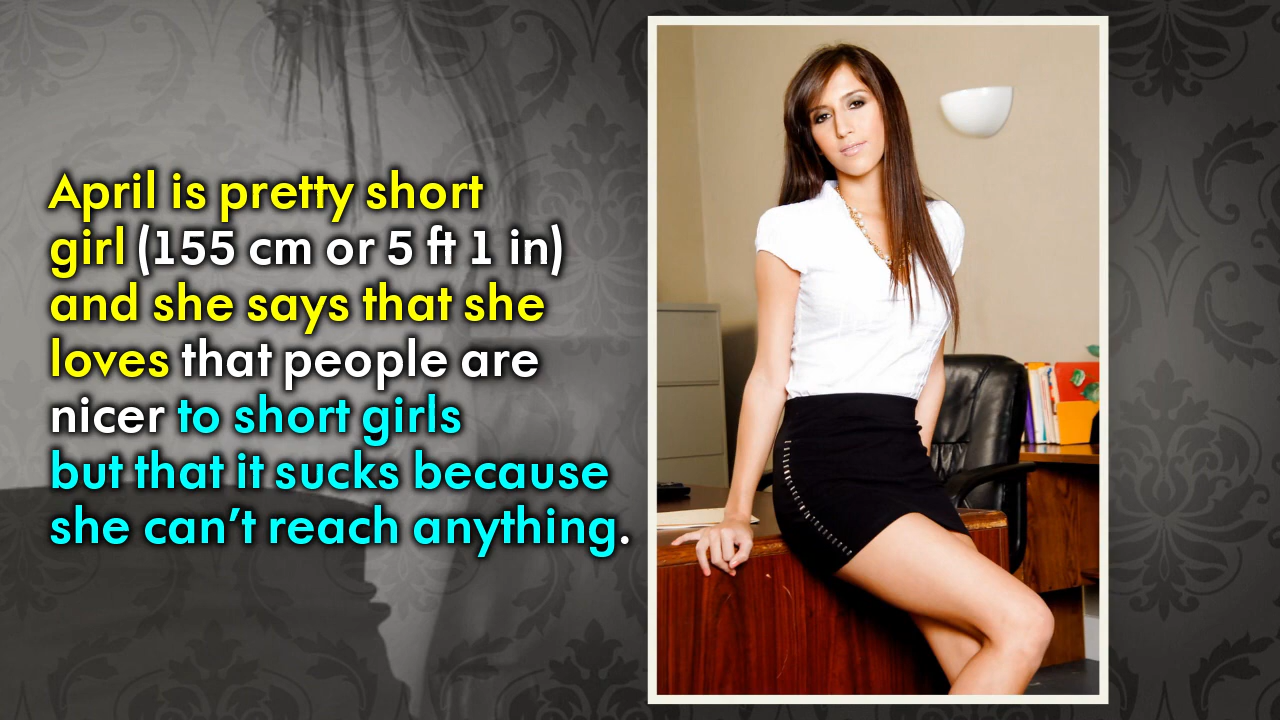 April is pretty short
girl (155 cm or 5 ft 1 in)
and she says that she
loves that people are
nicer to short girls
but that it sucks because
she can’t reach anything.